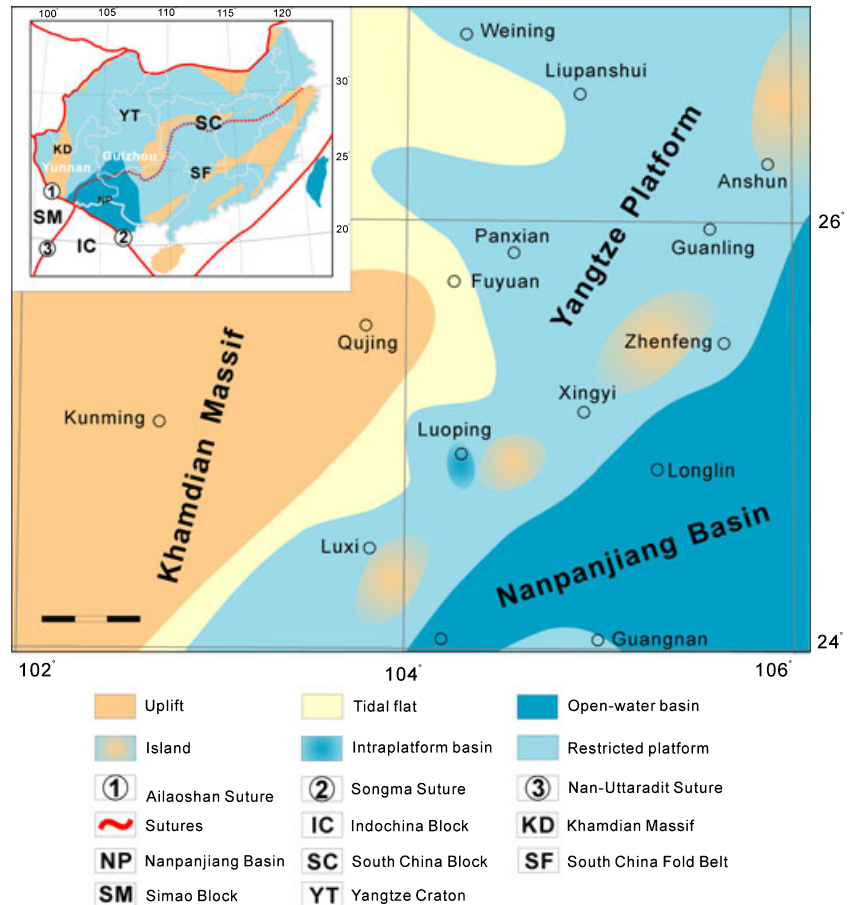 100° 105 110 115 120
30°
25
20°
YT
SC
KD
Guizhou
Yunnan
SF
NP
1
SM
IC
2
3
Weining
Liupanshui
Anshun
Yangtze Platform
26°
Panxian
Guanling
Fuyuan
Qujing
Zhenfeng
Xingyi
Kunming
Khamdian Massif
Luoping
Longlin
Nanpanjiang Basin
Luxi
Guangnan
24°
102° 104° 106°
Uplift Tidal flat Open-water basin
Island Intraplatform basin Restricted platform
1 Ailaoshan Suture 2 Songma Suture 3 Nan-Uttaradit Suture
Sutures IC Indochina Block KD Khamdian Massif
NP Nanpanjiang Basin SC South China Block SF South China Fold Belt
SM Simao Block YT Yangtze Craton